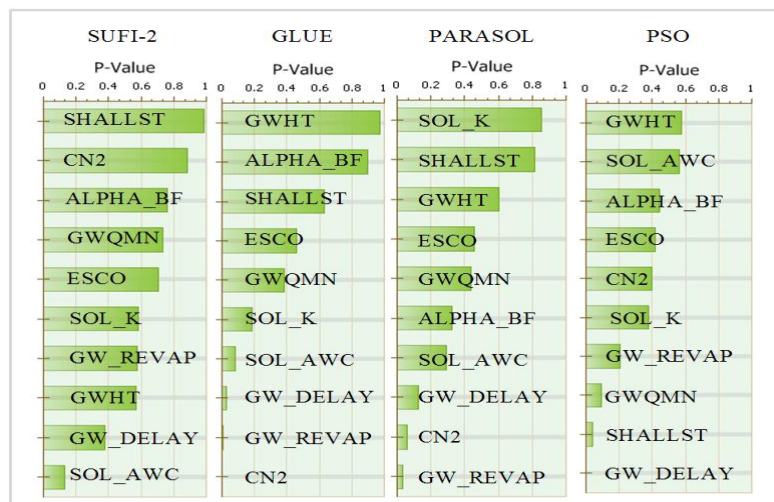 SUFI-2
P-Value
0 0.2 0.4 0.6 0.8 1
SHALLST
CN2
ALPHA_BF
GWQMN
ESCO
SOL_K
GW_REVAP
GWHT
GW_DELAY
SOL_AWC
GLUE
P-Value
0 0.2 0.4 0.6 0.8 1
GWHT
ALPHA_BF
SHALLST
ESCO
GWQMN
SOL_K
SOL_AWC
GW_DELAY
GW_REVAP
CN2
PARASOL
P-Value
0 0.2 0.4 0.6 0.8 1
SOL_K
SHALLST
GWHT
ESCO
GWQMN
ALPHA_BF
SOL_AWC
GW_DELAY
CN2
GW_REVAP
PSO
P-Value
0 0.2 0.4 0.6 0.8 1
GWHT
SOL_AWC
ALPHA_BF
ESCO
CN2
SOL_K
GW_REVAP
GWQMN
SHALLST
GW_DELAY